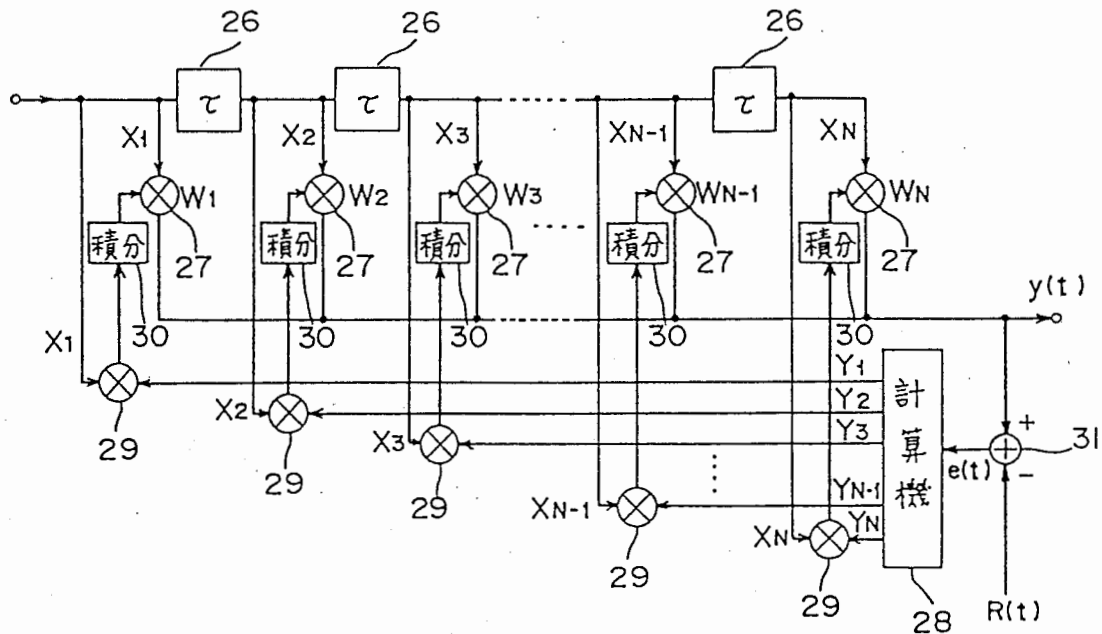 26 26 26
τ τ τ
X1 X2 X3 XN-1 XN
W1 W2 W3 WN-1 WN
積分 積分 積分 積分
27 27 27 27 27
30 30 30 30 30
y(t)
X1 Y1
X2 Y2
X3 Y3
XN-1 YN-1
XN YN
計算機
+
-
e(t)
31
29 29 29 29 29
28
R(t)